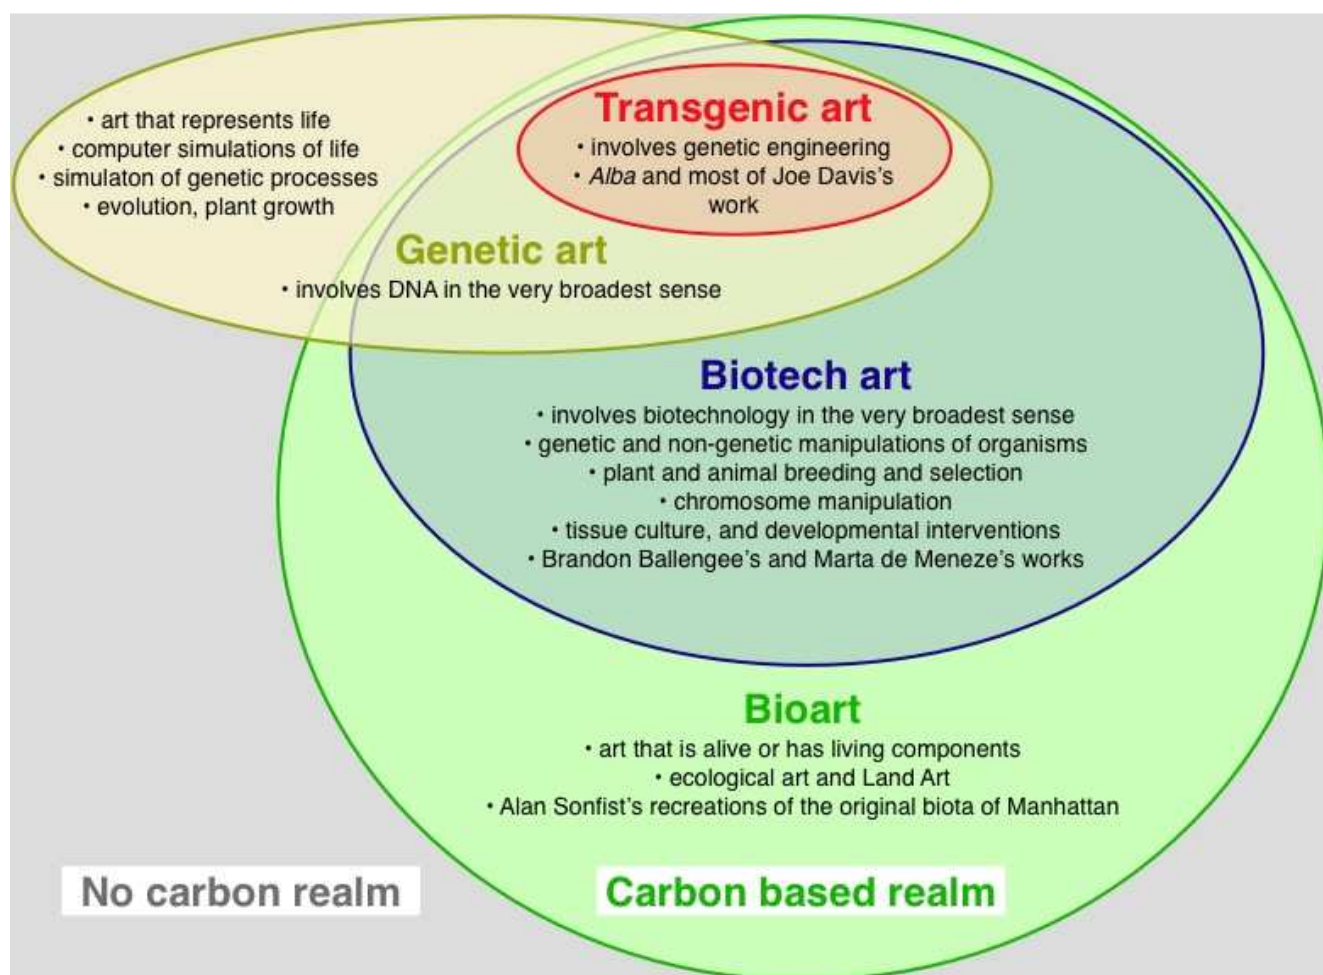 • art that represents life
• computer simulations of life
• simulaton of genetic processes
• evolution, plant growth
Transgenic art
• involves genetic engineering
• Alba and most of Joe Davis's
work
Genetic art
• involves DNA in the very broadest sense
Biotech art
• involves biotechnology in the very broadest sense
• genetic and non-genetic manipulations of organisms
• plant and animal breeding and selection
• chromosome manipulation
• tissue culture, and developmental interventions
• Brandon Ballengee's and Marta de Meneze's works
Bioart
• art that is alive or has living components
• ecological art and Land Art
• Alan Sonfist's recreations of the original biota of Manhattan
No carbon realm
Carbon based realm